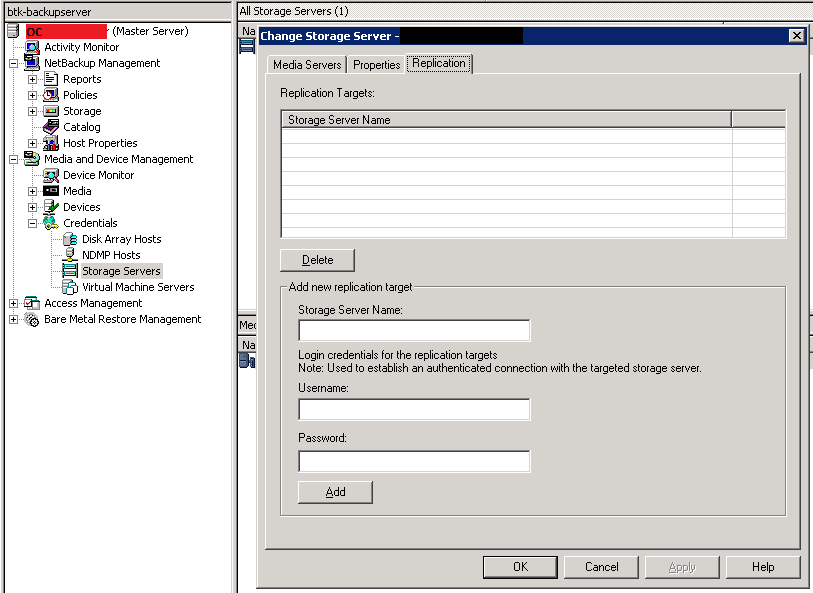 btk-backupserver
OC (Master Server)
Activity Monitor
NetBackup Management
Reports
Policies
Storage
Catalog
Host Properties
Media and Device Management
Device Monitor
Media
Devices
Credentials
Disk Array Hosts
NDMP Hosts
Storage Servers
Virtual Machine Servers
Access Management
Bare Metal Restore Management
All Storage Servers (1)
Na
Med
Na
Change Storage Server -
Media Servers Properties Replication
Replication Targets:
Storage Server Name
Delete
Add new replication target
Storage Server Name:
Login credentials for the replication targets
Note: Used to establish an authenticated connection with the targeted storage server.
Username:
Password:
Add
OK Cancel Apply Help